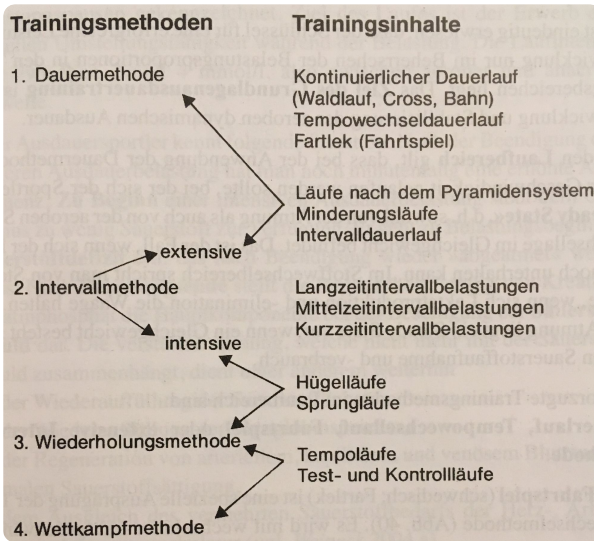 Trainingsmethoden
Trainingsinhalte
1. Dauermethode
Kontinuierlicher Dauerlauf
(Waldlauf, Cross, Bahn)
Tempowechseldauerlauf
Fartlek (Fahrtspiel)
Läufe nach dem Pyramidensystem
Minderungsläufe
Intervalldauerlauf
extensive
2. Intervallmethode
Langzeitintervallbelastungen
Mittelzeitintervallbelastungen
Kurzzeitintervallbelastungen
intensive
Hügelläufe
Sprungläufe
3. Wiederholungsmethode
Tempoläufe
Test- und Kontrolläufe
4. Wettkampfmethode